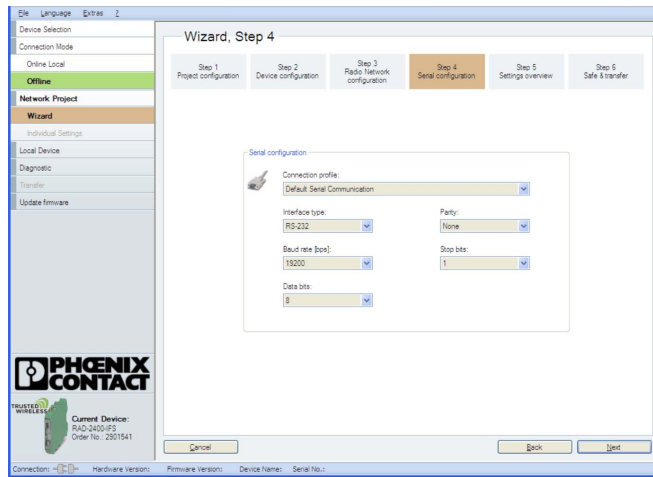 File Language Extras ?
Device Selection
Connection Mode
Online Local
Offline
Network Project
Wizard
Individual Settings
Local Device
Diagnostic
Transfer
Update firmware
PHŒNIX
CONTACT
TRUSTED
WIRELESS
Current Device:
RAD-2400-IFS
Order No.: 2901541
Wizard, Step 4
Step 1
Project configuration
Step 2
Device configuration
Step 3
Radio Network
configuration
Step 4
Serial configuration
Step 5
Settings overview
Step 6
Safe & transfer
Serial configuration
Connection profile:
Default Serial Communication
Interface type:
RS-232
Parity:
None
Baud rate [bps]:
19200
Stop bits:
1
Data bits:
8
Cancel
Back
Next
Connection: Hardware Version: Firmware Version: Device Name: Serial No.: